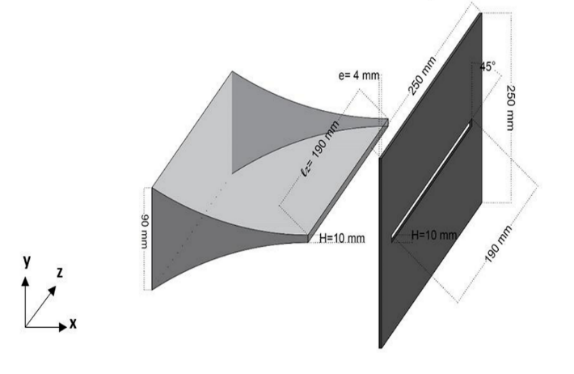 e= 4 mm
250 mm
45°
250 mm
ℓz= 190 mm
90 mm
H=10 mm
H=10 mm
190 mm
y
z
x